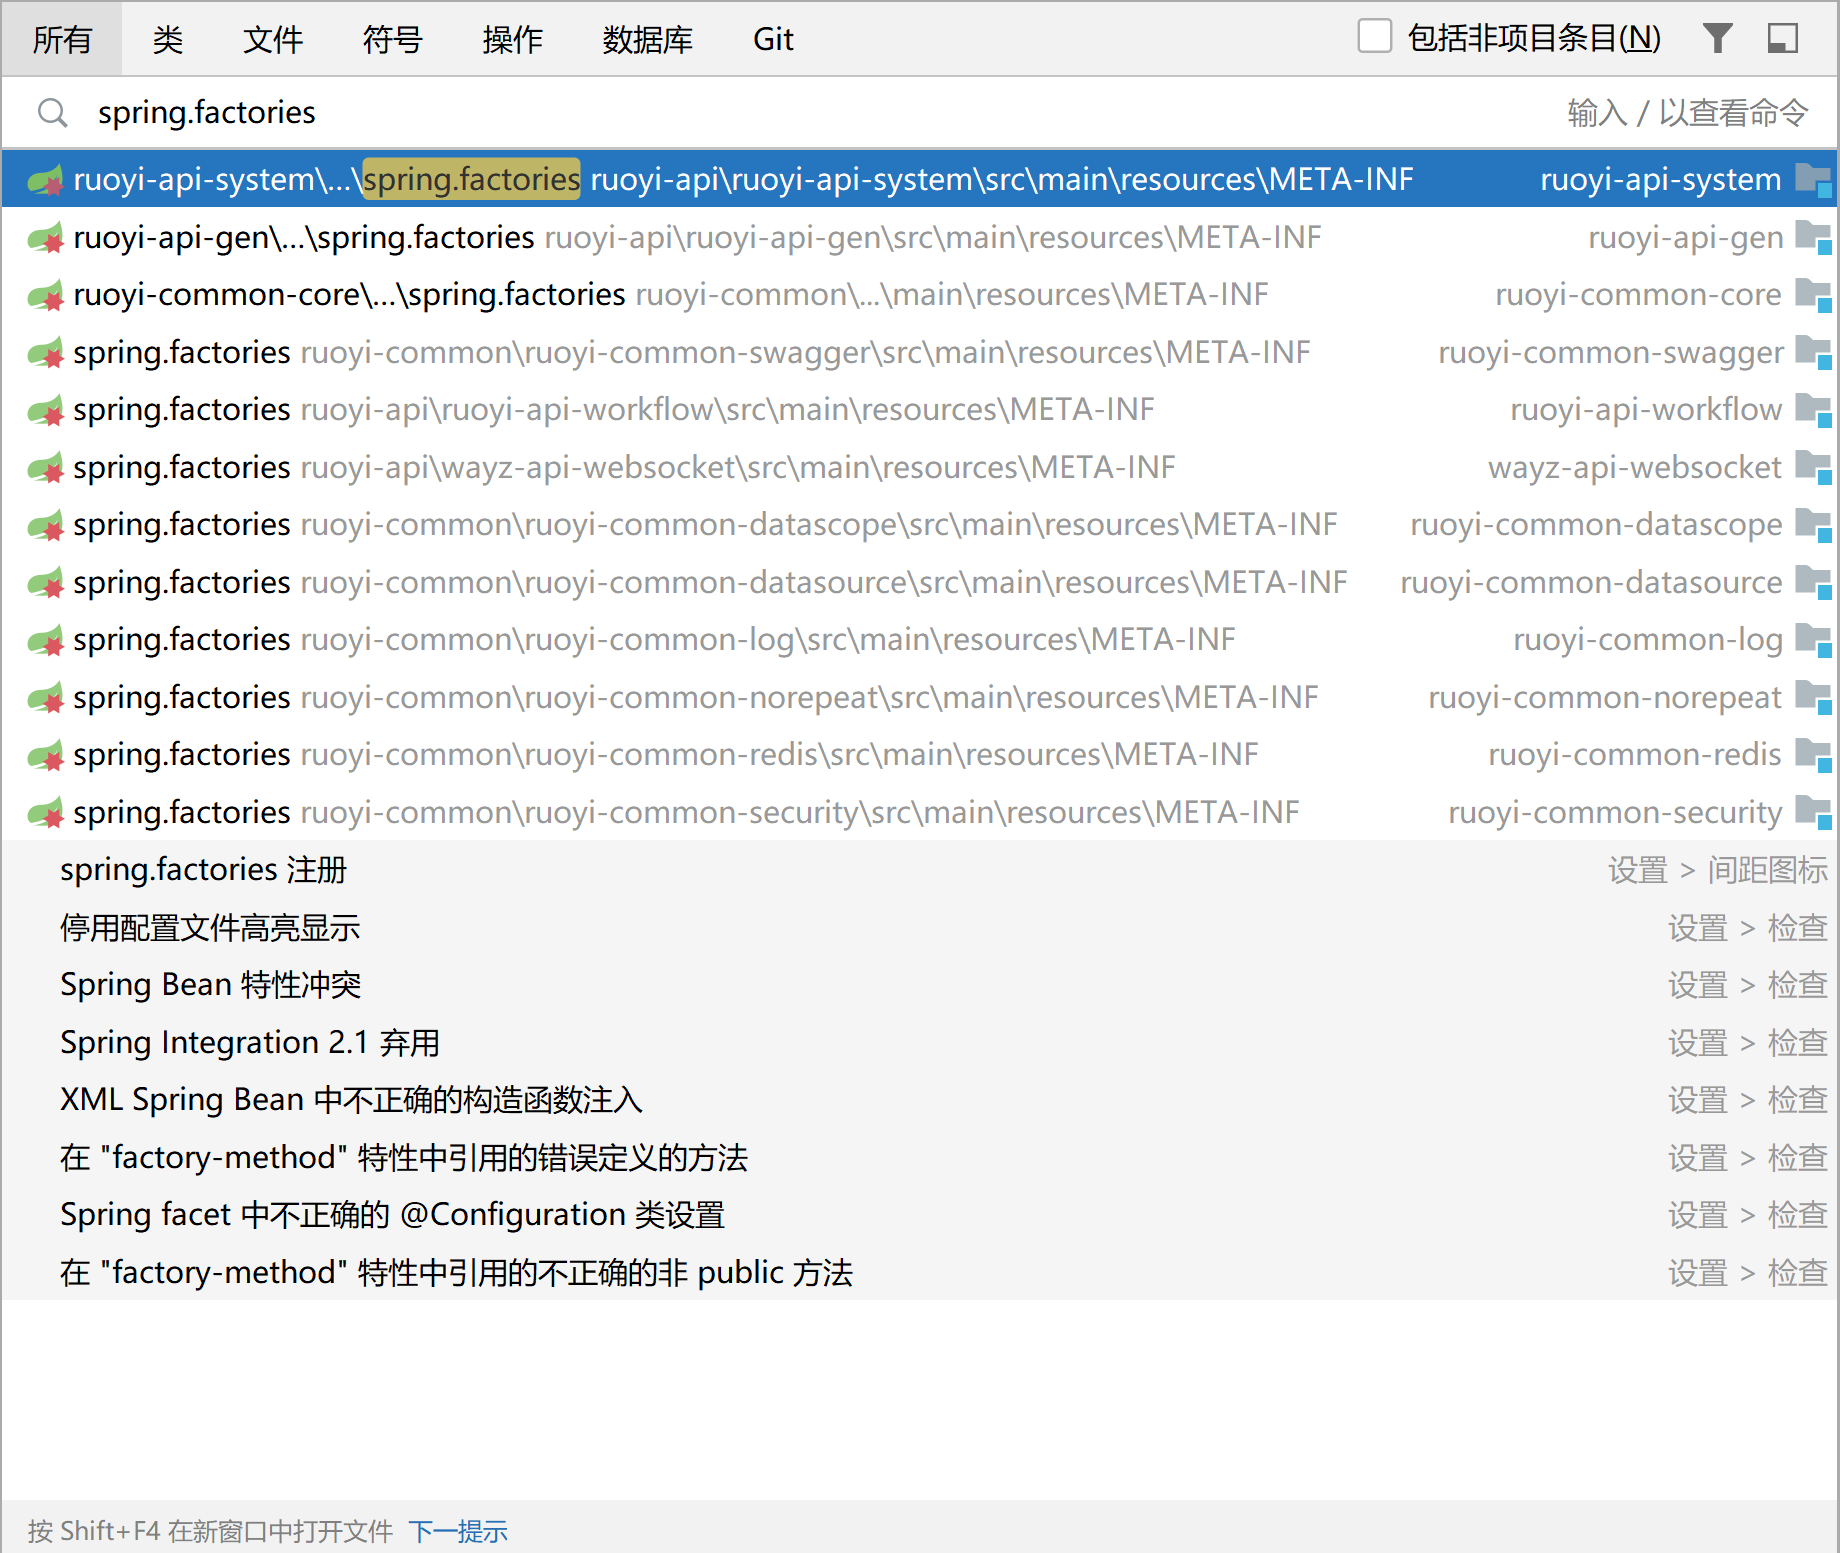 所有 类 文件 符号 操作 数据库 Git 包括非项目条目(N)
spring.factories 输入 / 以查看命令
ruoyi-api-system\...\spring.factories ruoyi-api\ruoyi-api-system\src\main\resources\META-INF ruoyi-api-system
ruoyi-api-gen\...\spring.factories ruoyi-api\ruoyi-api-gen\src\main\resources\META-INF ruoyi-api-gen
ruoyi-common-core\...\spring.factories ruoyi-common\...\main\resources\META-INF ruoyi-common-core
spring.factories ruoyi-common\ruoyi-common-swagger\src\main\resources\META-INF ruoyi-common-swagger
spring.factories ruoyi-api\ruoyi-api-workflow\src\main\resources\META-INF ruoyi-api-workflow
spring.factories ruoyi-api\wayz-api-websocket\src\main\resources\META-INF wayz-api-websocket
spring.factories ruoyi-common\ruoyi-common-datascope\src\main\resources\META-INF ruoyi-common-datascope
spring.factories ruoyi-common\ruoyi-common-datasource\src\main\resources\META-INF ruoyi-common-datasource
spring.factories ruoyi-common\ruoyi-common-log\src\main\resources\META-INF ruoyi-common-log
spring.factories ruoyi-common\ruoyi-common-norepeat\src\main\resources\META-INF ruoyi-common-norepeat
spring.factories ruoyi-common\ruoyi-common-redis\src\main\resources\META-INF ruoyi-common-redis
spring.factories ruoyi-common\ruoyi-common-security\src\main\resources\META-INF ruoyi-common-security
spring.factories 注册 设置 > 间距图标
停用配置文件高亮显示 设置 > 检查
Spring Bean 特性冲突 设置 > 检查
Spring Integration 2.1 弃用 设置 > 检查
XML Spring Bean 中不正确的构造函数注入 设置 > 检查
在 "factory-method" 特性中引用的错误定义的方法 设置 > 检查
Spring facet 中不正确的 @Configuration 类设置 设置 > 检查
在 "factory-method" 特性中引用的不正确的非 public 方法 设置 > 检查
按 Shift+F4 在新窗口中打开文件 下一提示